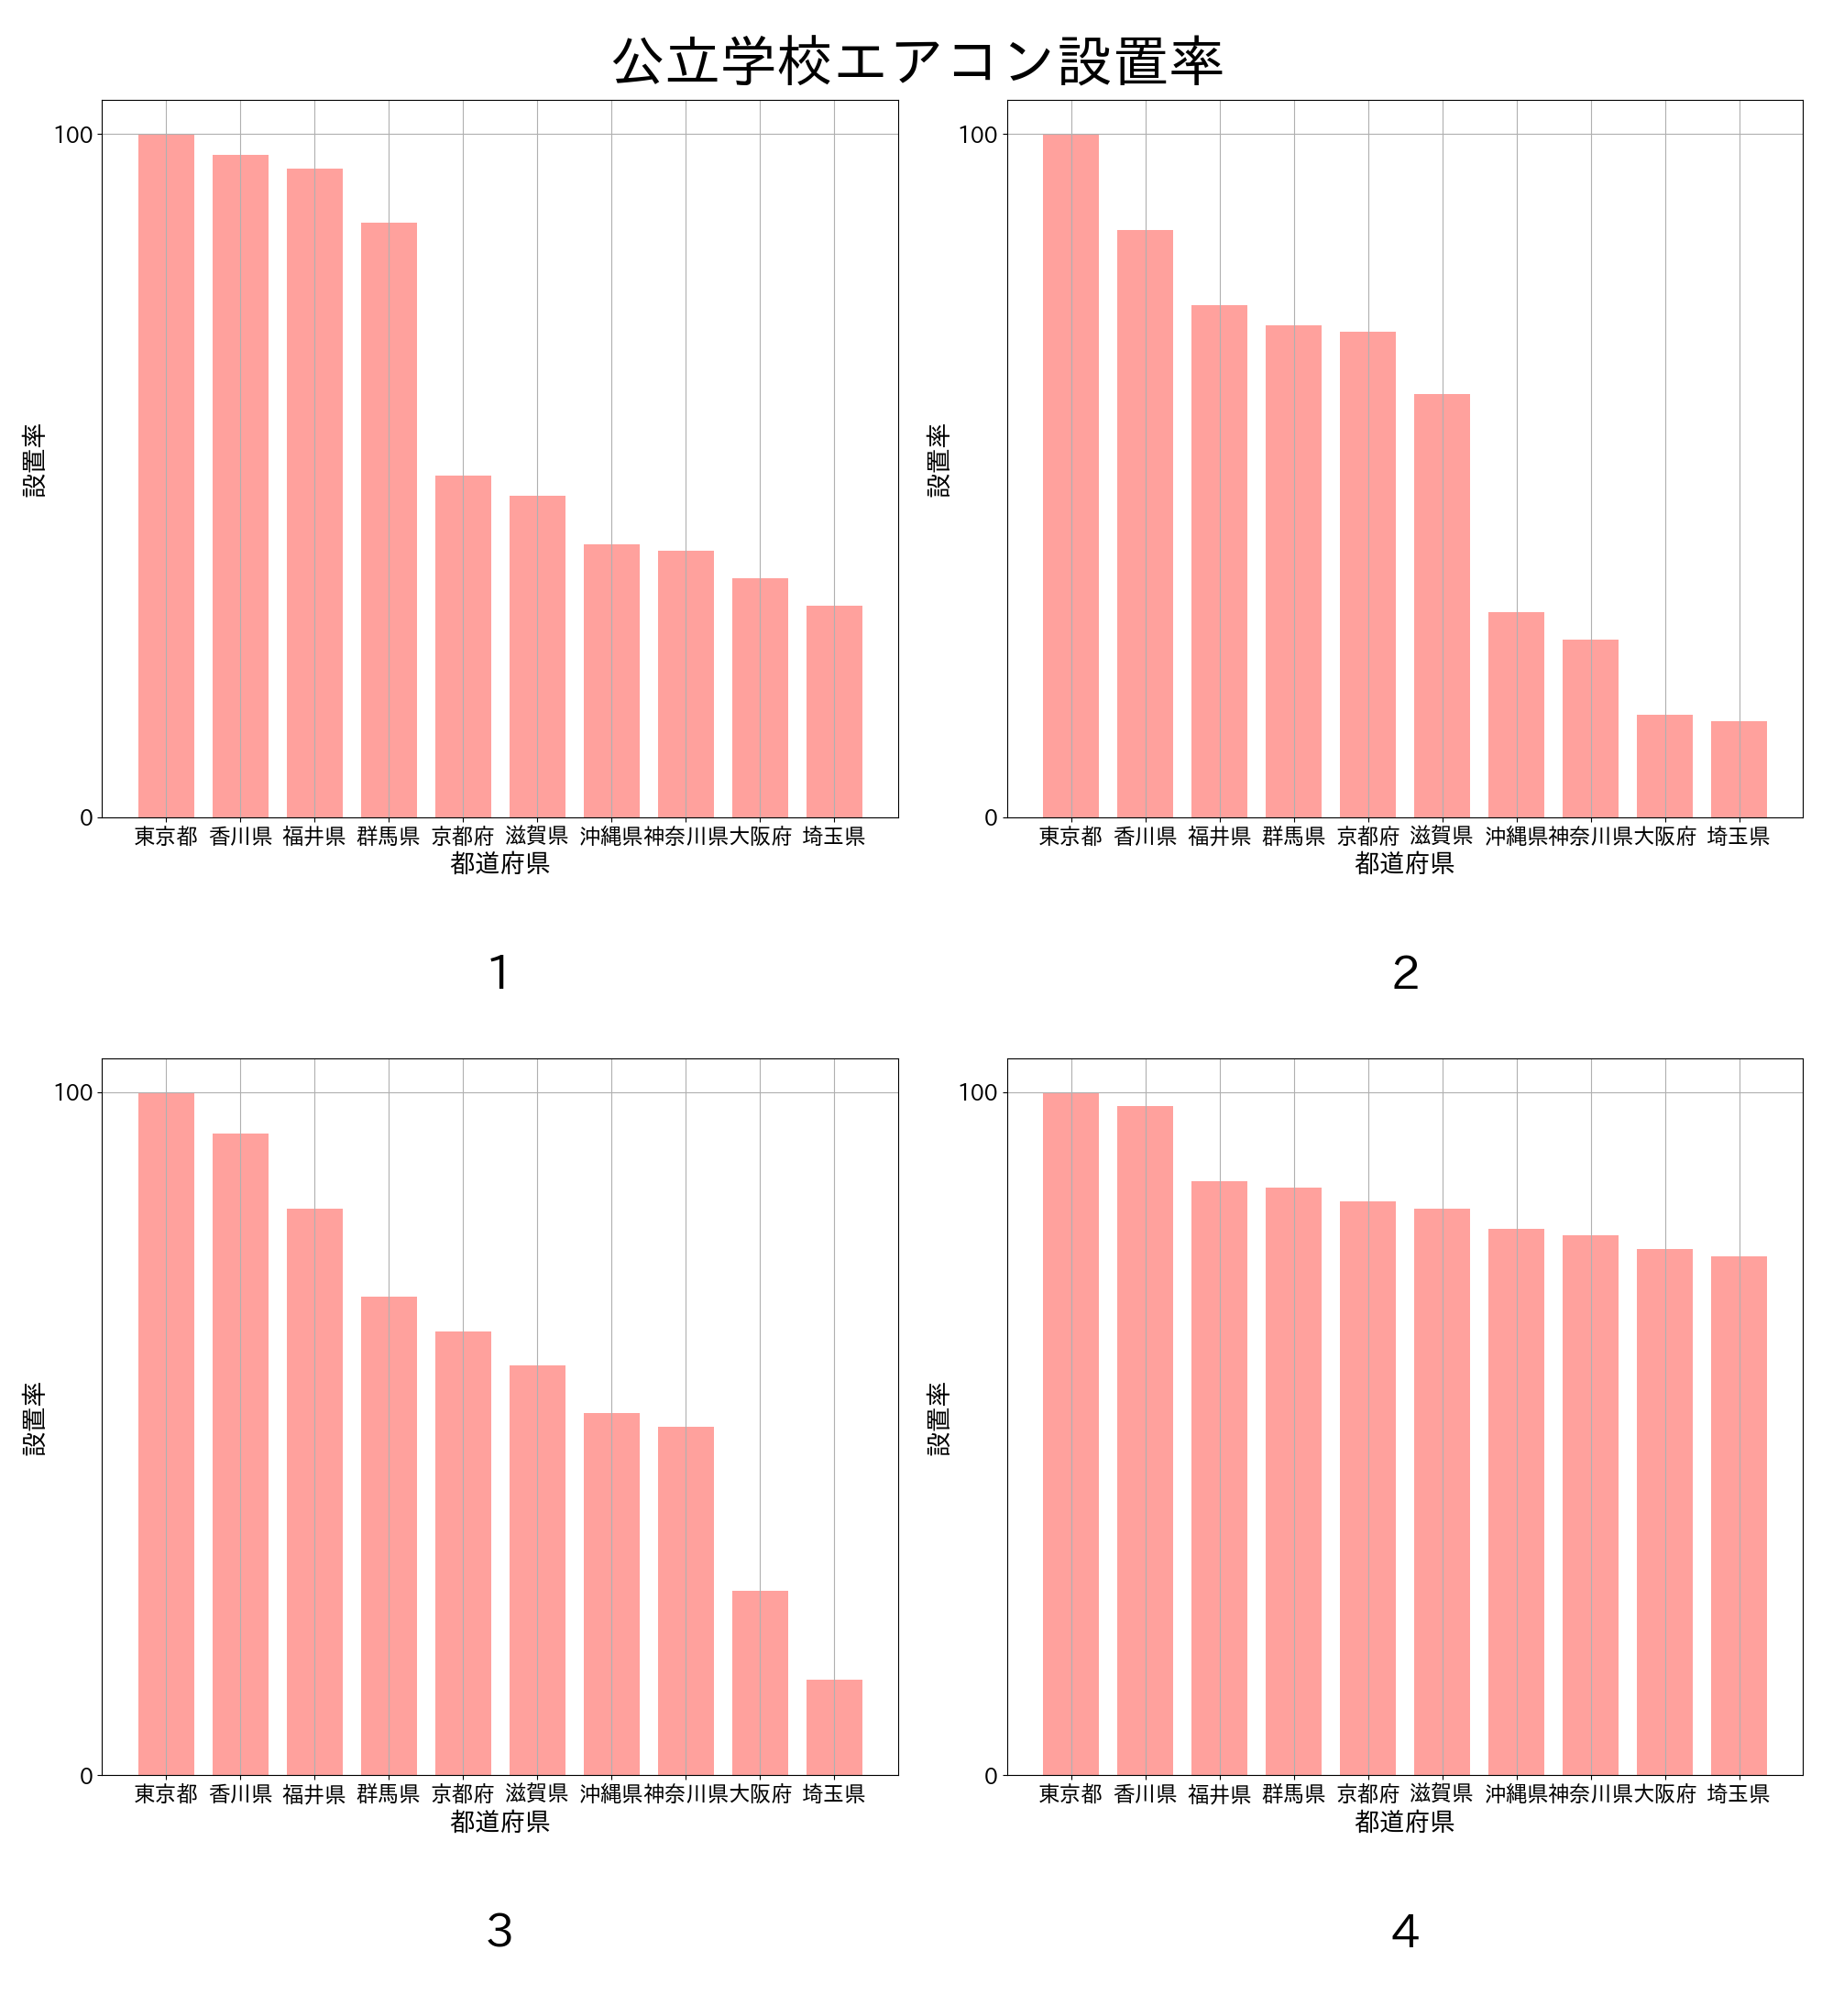 公立学校エアコン設置率
100
0
設置率
東京都 香川県 福井県 群馬県 京都府 滋賀県 沖縄県 神奈川県 大阪府 埼玉県
都道府県
1
100
0
設置率
東京都 香川県 福井県 群馬県 京都府 滋賀県 沖縄県 神奈川県 大阪府 埼玉県
都道府県
2
100
0
設置率
東京都 香川県 福井県 群馬県 京都府 滋賀県 沖縄県 神奈川県 大阪府 埼玉県
都道府県
3
100
0
設置率
東京都 香川県 福井県 群馬県 京都府 滋賀県 沖縄県 神奈川県 大阪府 埼玉県
都道府県
4